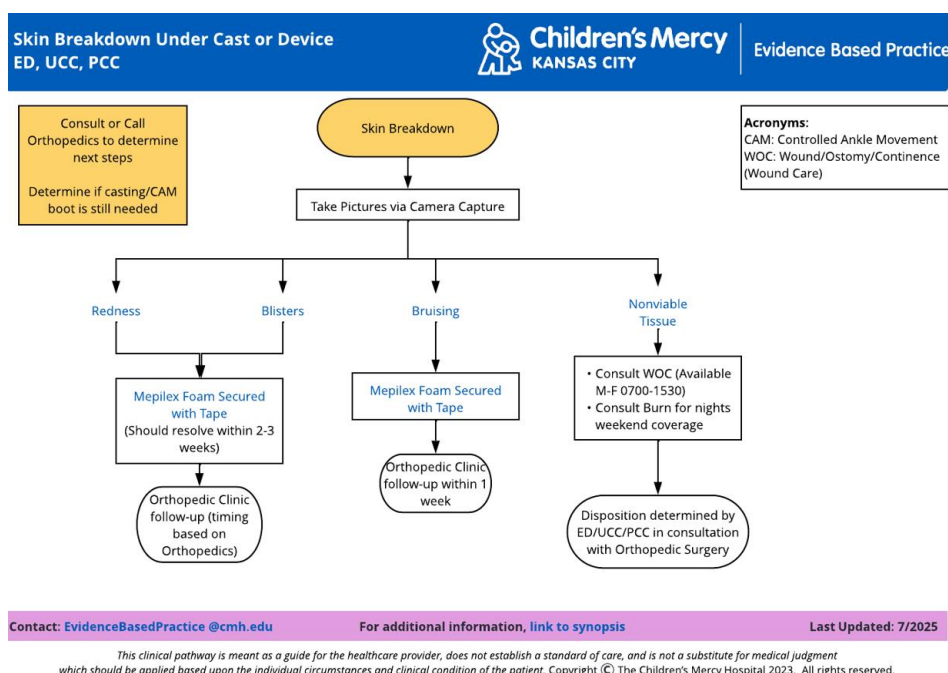 Skin Breakdown Under Cast or Device
ED, UCC, PCC
Children's Mercy
KANSAS CITY
Evidence Based Practice
Consult or Call
Orthopedics to determine
next steps
Determine if casting/CAM
boot is still needed
Skin Breakdown
Acronyms:
CAM: Controlled Ankle Movement
WOC: Wound/Ostomy/Continence
(Wound Care)
Take Pictures via Camera Capture
Redness
Blisters
Bruising
Nonviable
Tissue
Mepilex Foam Secured
with Tape
(Should resolve within 2-3
weeks)
Mepilex Foam Secured
with Tape
• Consult WOC (Available
M-F 0700-1530)
• Consult Burn for nights
weekend coverage
Orthopedic Clinic
follow-up (timing
based on
Orthopedics)
Orthopedic Clinic
follow-up within 1
week
Disposition determined by
ED/UCC/PCC in consultation
with Orthopedic Surgery
Contact: EvidenceBasedPractice @cmh.edu
For additional information, link to synopsis
Last Updated: 7/2025
This clinical pathway is meant as a guide for the healthcare provider, does not establish a standard of care, and is not a substitute for medical judgment
which should be applied based upon the individual circumstances and clinical condition of the patient. Copyright © The Children's Mercy Hospital 2023. All rights reserved.